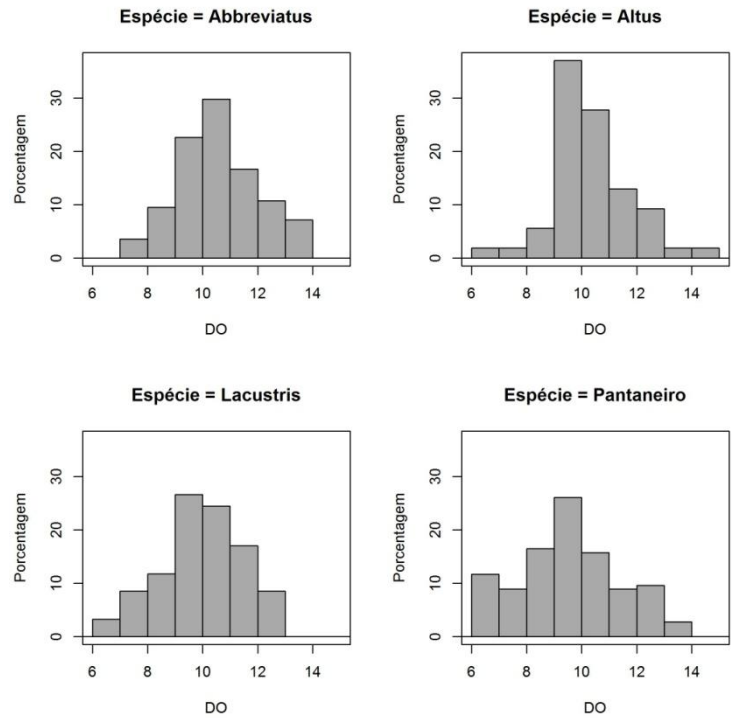 Espécie = Abbreviatus
Porcentagem
30
20
10
0
6 8 10 12 14
DO
Espécie = Altus
Porcentagem
30
20
10
0
6 8 10 12 14
DO
Espécie = Lacustris
Porcentagem
30
20
10
0
6 8 10 12 14
DO
Espécie = Pantaneiro
Porcentagem
30
20
10
0
6 8 10 12 14
DO